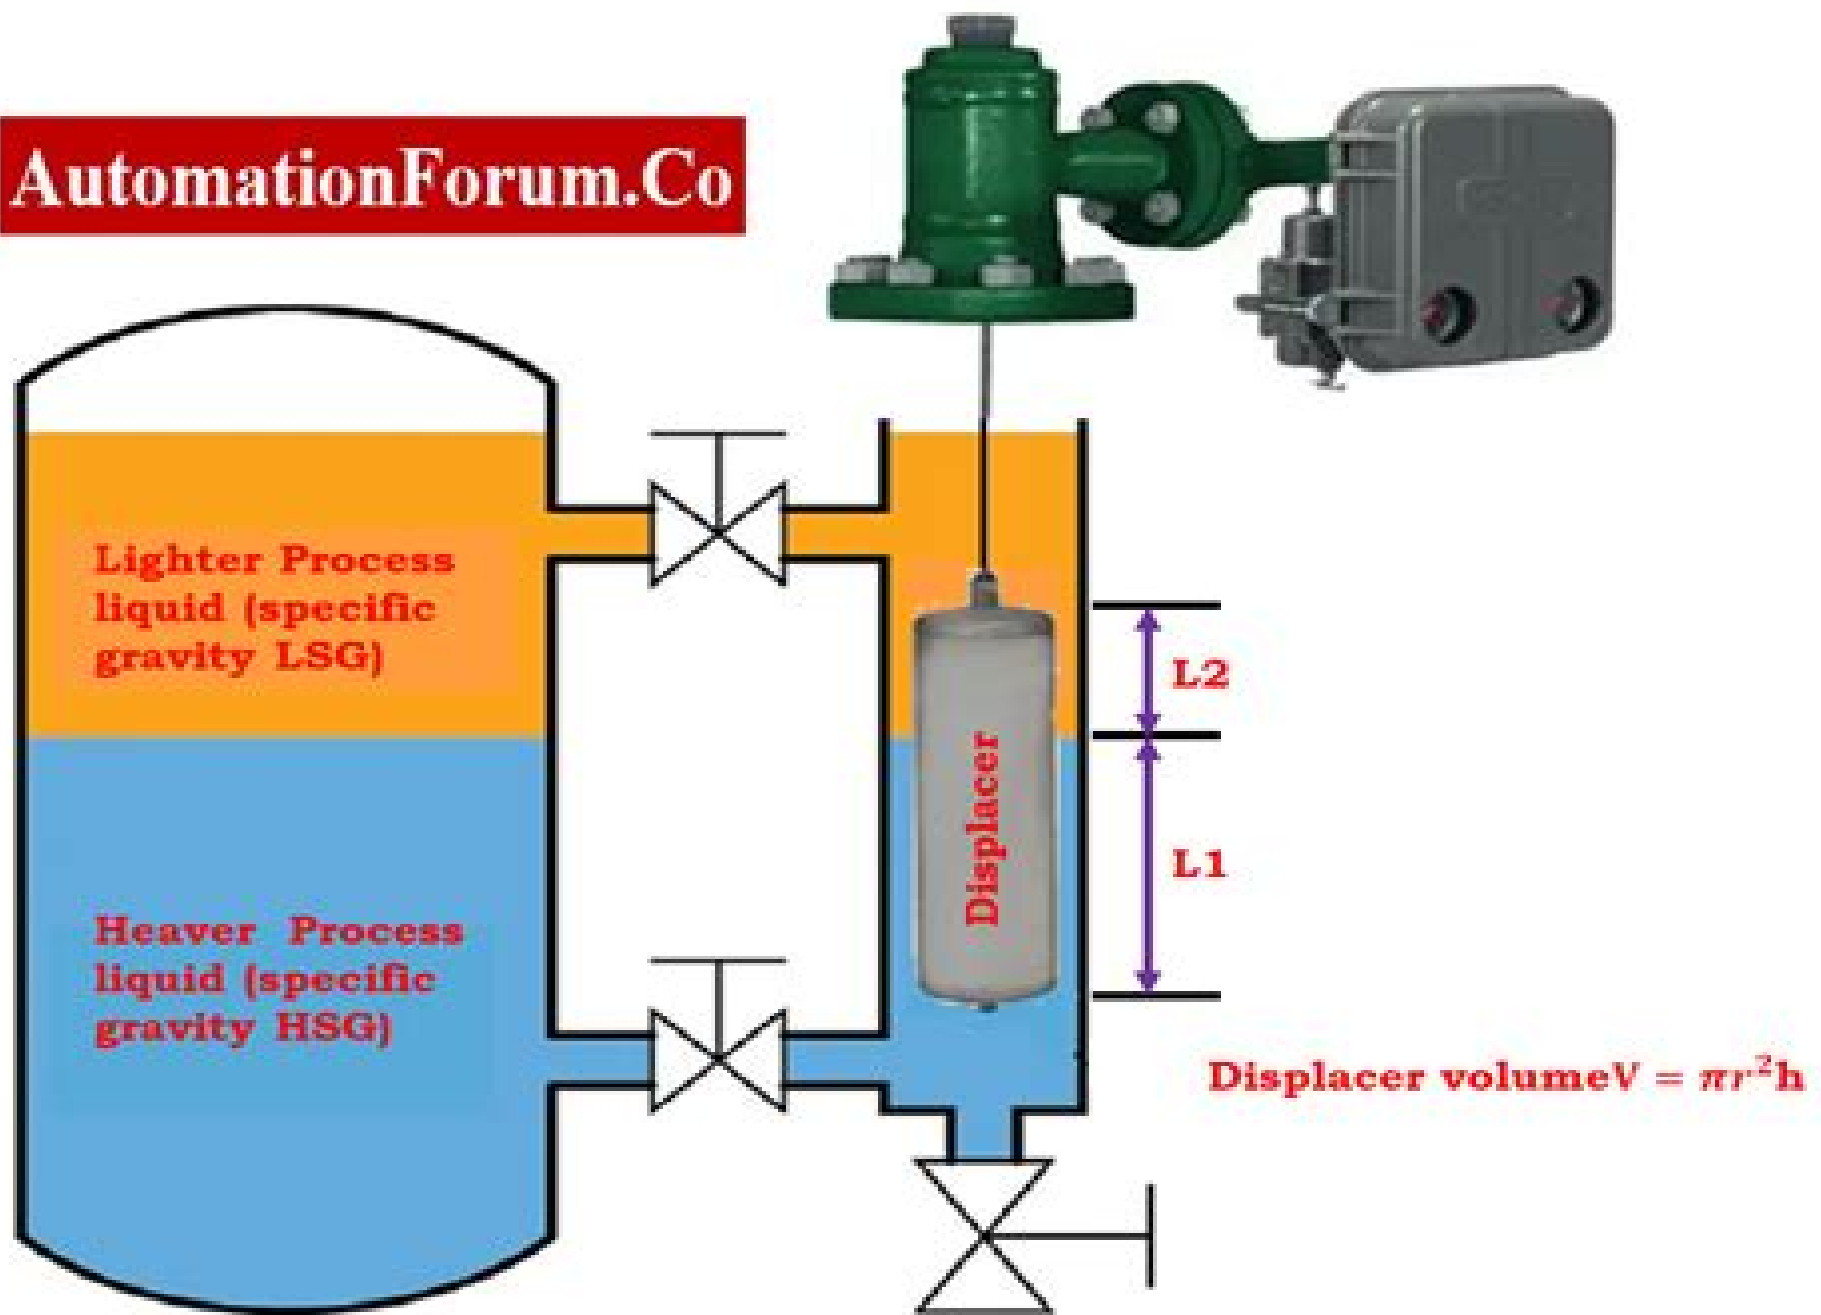 AutomationForum.Co
Lighter Process
liquid (specific
gravity LSG)
L2
Displacer
L1
Heaver Process
liquid (specific
gravity HSG)
Displacer volumeV = πr²h